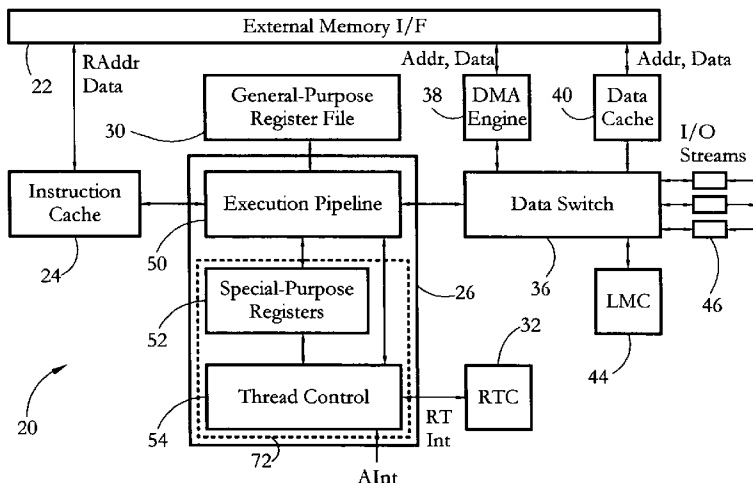 External Memory I/F
22
RAddr
Data
Addr, Data
Addr, Data
General-Purpose
Register File
30
38
DMA
Engine
40
Data
Cache
I/O
Streams
Instruction
Cache
24
Execution Pipeline
50
Data Switch
36
46
Special-Purpose
Registers
52
26
LMC
44
32
Thread Control
54
RT
Int
RTC
20
72
AInt